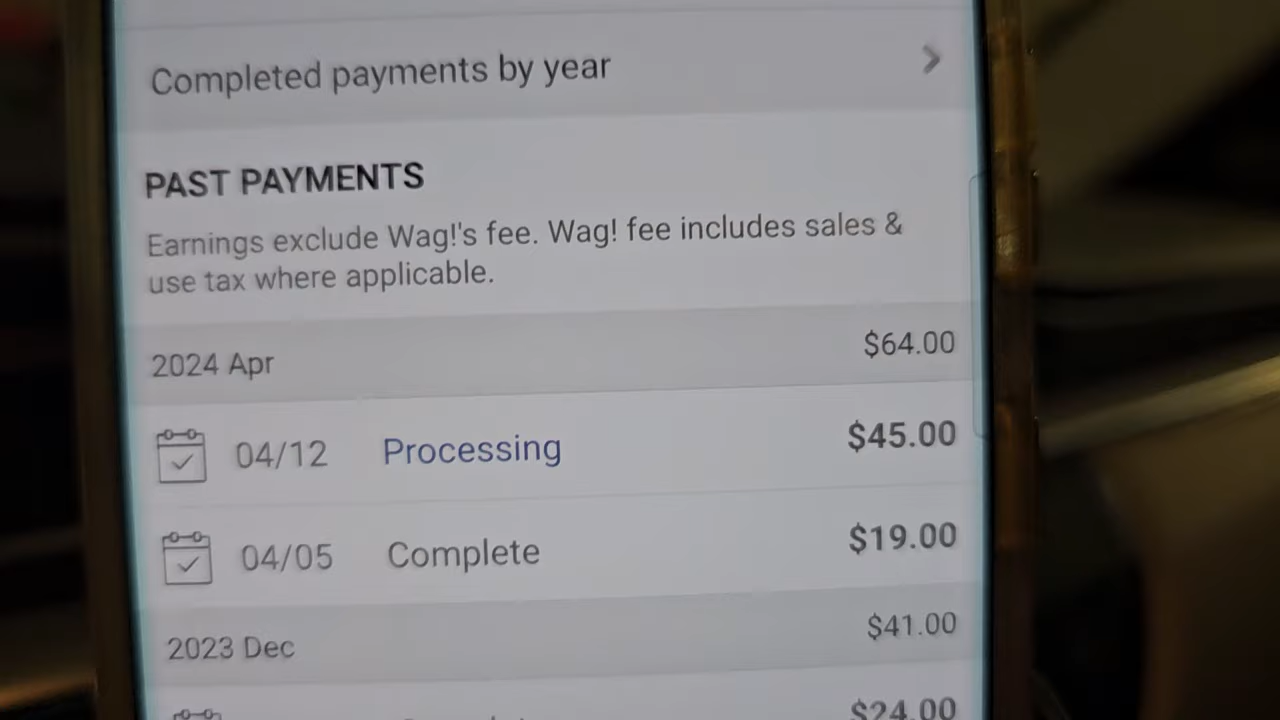 Completed payments by year
PAST PAYMENTS
Earnings exclude Wag!'s fee. Wag! fee includes sales &
use tax where applicable.
2024 Apr $64.00
04/12 Processing $45.00
04/05 Complete $19.00
2023 Dec $41.00
$24.00